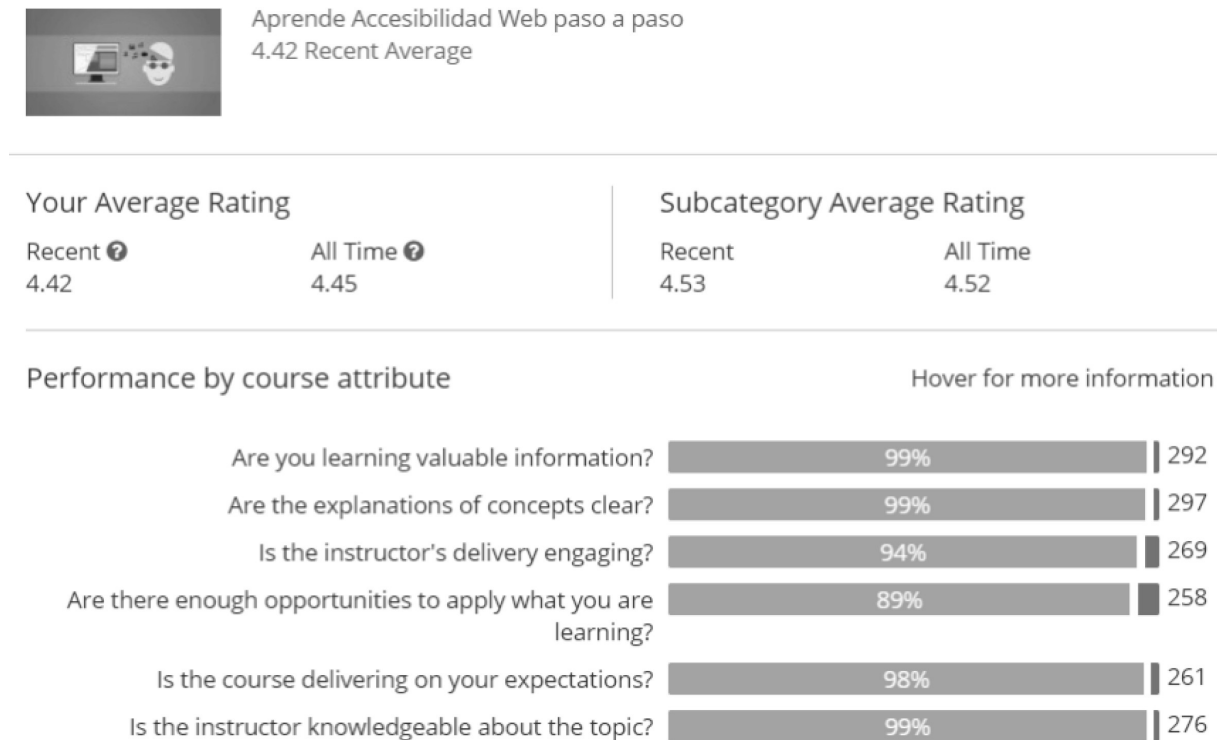 Aprende Accesibilidad Web paso a paso
4.42 Recent Average
Your Average Rating
Recent ?
All Time ?
4.42
4.45
Subcategory Average Rating
Recent
All Time
4.53
4.52
Performance by course attribute
Hover for more information
Are you learning valuable information? 99% 292
Are the explanations of concepts clear? 99% 297
Is the instructor's delivery engaging? 94% 269
Are there enough opportunities to apply what you are
learning? 89% 258
Is the course delivering on your expectations? 98% 261
Is the instructor knowledgeable about the topic? 99% 276